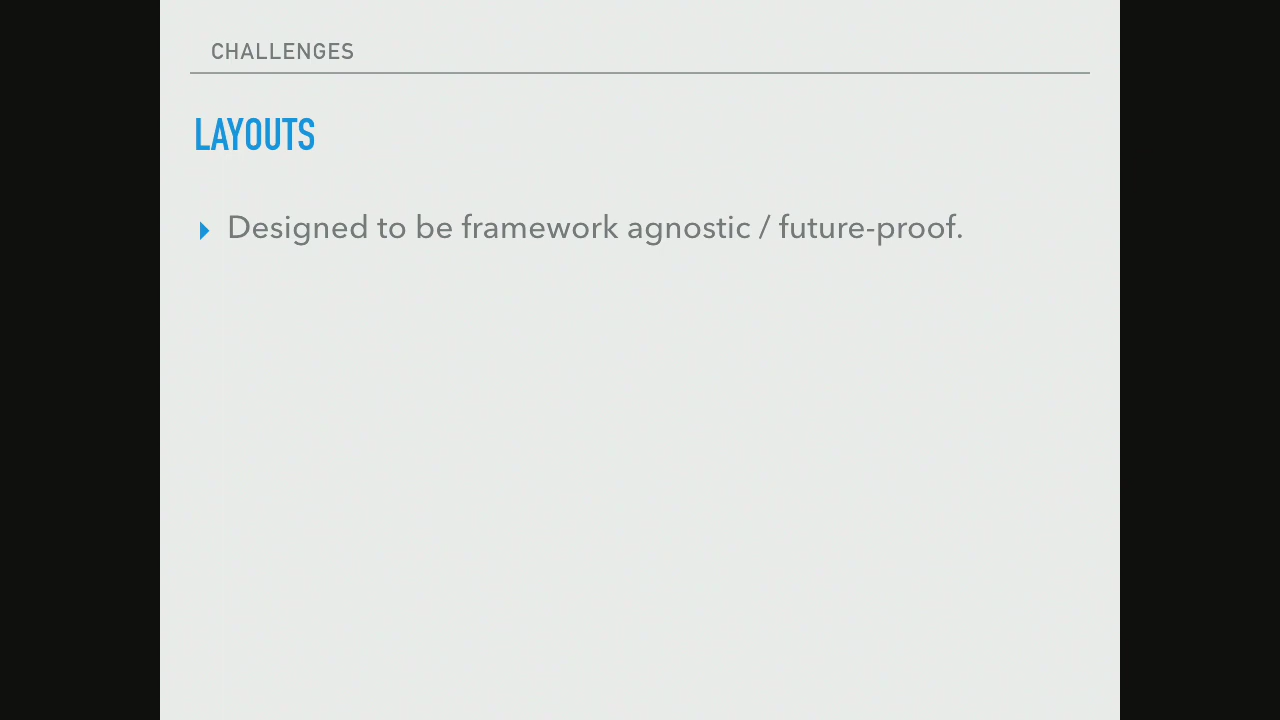 CHALLENGES
LAYOUTS
Designed to be framework agnostic / future-proof.